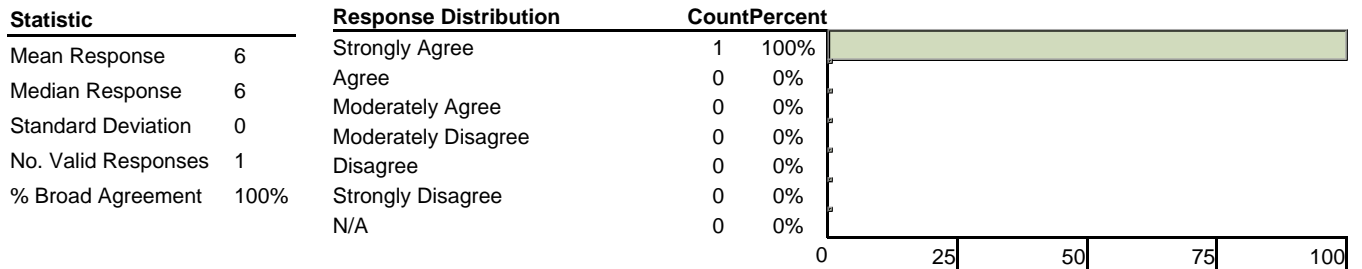 Statistic
Mean Response 6
Median Response 6
Standard Deviation 0
No. Valid Responses 1
% Broad Agreement 100%
Response Distribution CountPercent
Strongly Agree 1 100%
Agree 0 0%
Moderately Agree 0 0%
Moderately Disagree 0 0%
Disagree 0 0%
Strongly Disagree 0 0%
N/A 0 0%
0 25 50 75 100